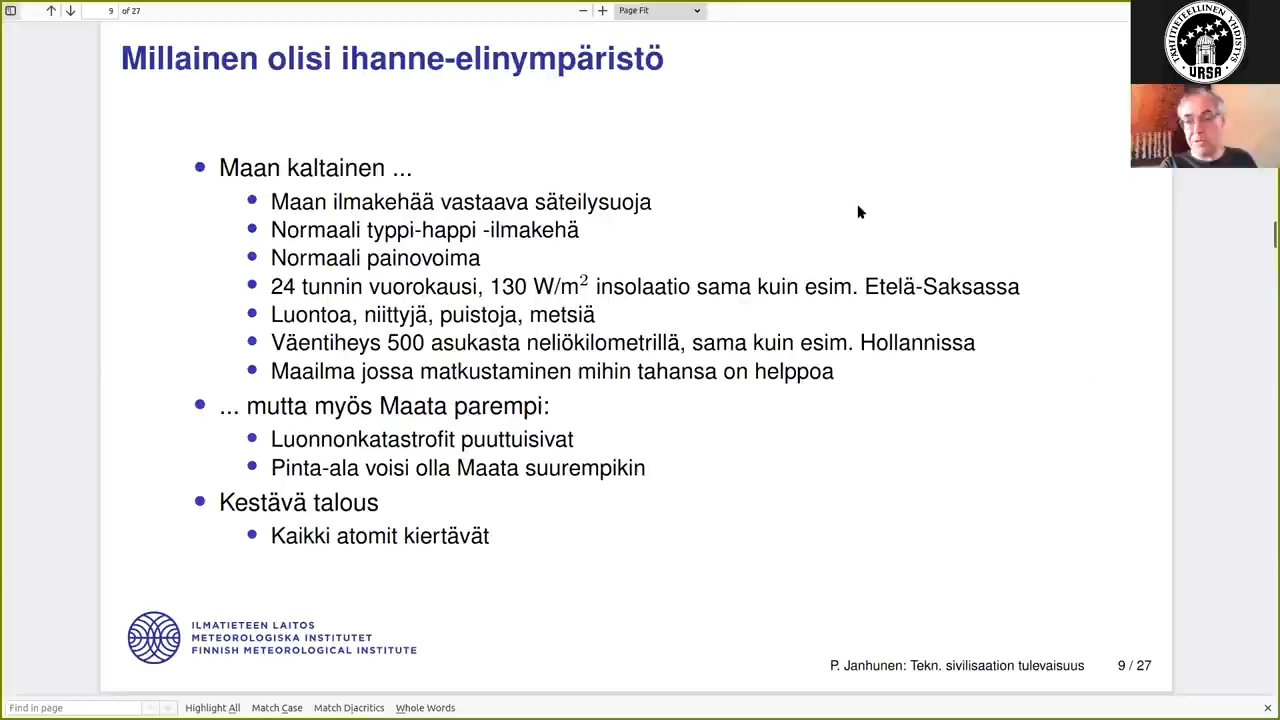 9 of 27
Page Fit
Millainen olisi ihanne-elinympäristö
TÄHTITIETEELLINEN YHDISTYS
URSA
• Maan kaltainen ...
• Maan ilmakehää vastaava säteilysuoja
• Normaali typpi-happi -ilmakehä
• Normaali painovoima
• 24 tunnin vuorokausi, 130 W/m² insolaatio sama kuin esim. Etelä-Saksassa
• Luontoa, niittyjä, puistoja, metsiä
• Väentiheys 500 asukasta neliökilometrillä, sama kuin esim. Hollannissa
• Maailma jossa matkustaminen mihin tahansa on helppoa
• ... mutta myös Maata parempi:
• Luonnonkatastrofit puuttuisivat
• Pinta-ala voisi olla Maata suurempikin
• Kestävä talous
• Kaikki atomit kiertävät
ILMATIETEEN LAITOS
METEOROLOGISKA INSTITUTET
FINNISH METEOROLOGICAL INSTITUTE
P. Janhunen: Tekn. sivilisaation tulevaisuus 9 / 27
Find in page Highlight All Match Case Match Diacritics Whole Words